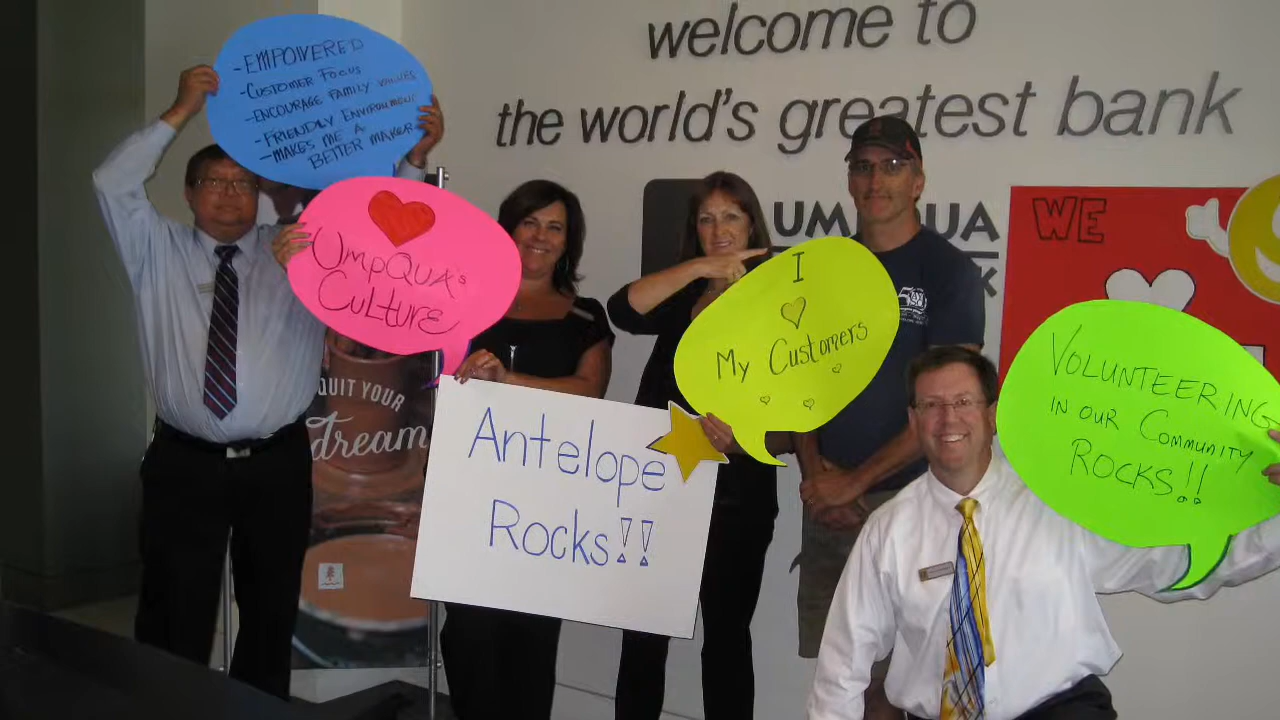 welcome to
the world's greatest bank
- EMPOWERED
- CUSTOMER FOCUS
- ENCOURAGE FAMILY VALUES
- FRIENDLY ENVIRONMENT
- MAKES ME A
BETTER MAKER
UMPQUA'S
CULTURE
I
My Customers
UMPQUA
WE
VOLUNTEERING
IN OUR COMMUNITY
ROCKS!!
QUIT YOUR
dream
Antelope
Rocks!!